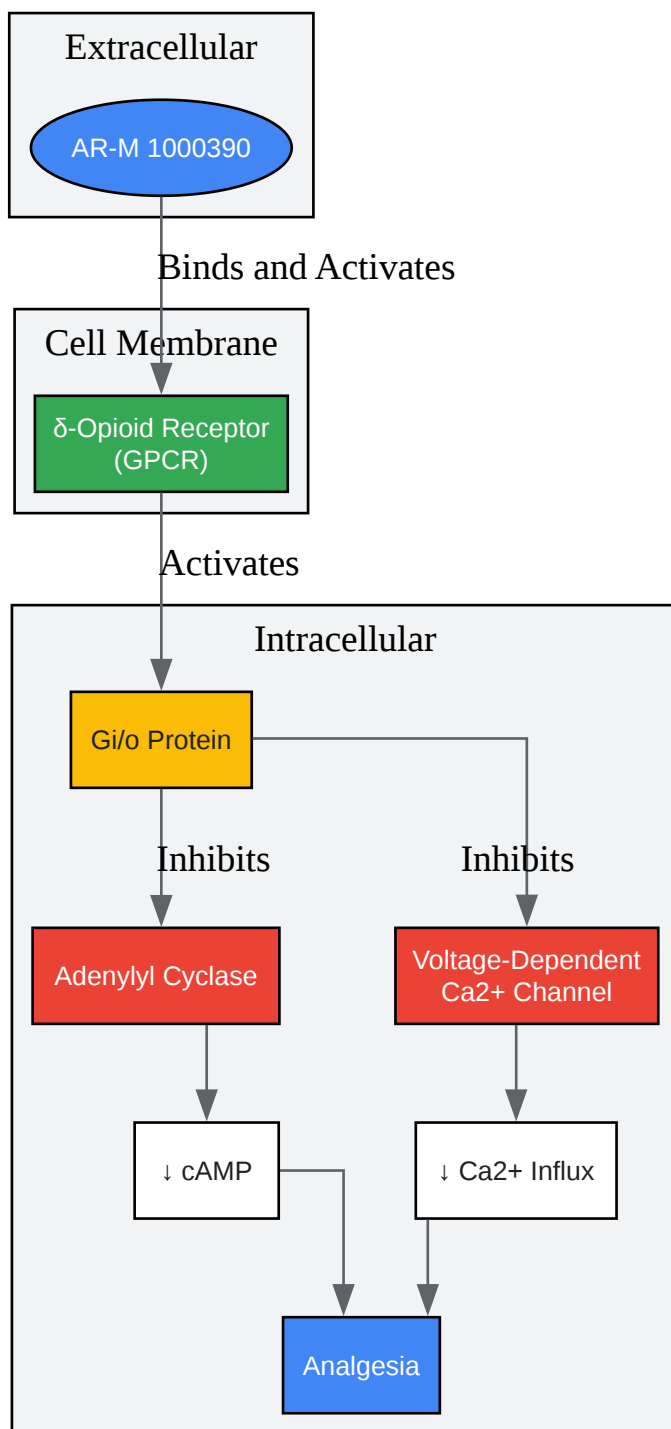 Extracellular
AR-M 1000390
Binds and Activates
Cell Membrane
δ-Opioid Receptor
(GPCR)
Activates
Intracellular
Gi/o Protein
Inhibits
Inhibits
Adenylyl Cyclase
Voltage-Dependent
Ca2+ Channel
↓ cAMP
↓ Ca2+ Influx
Analgesia